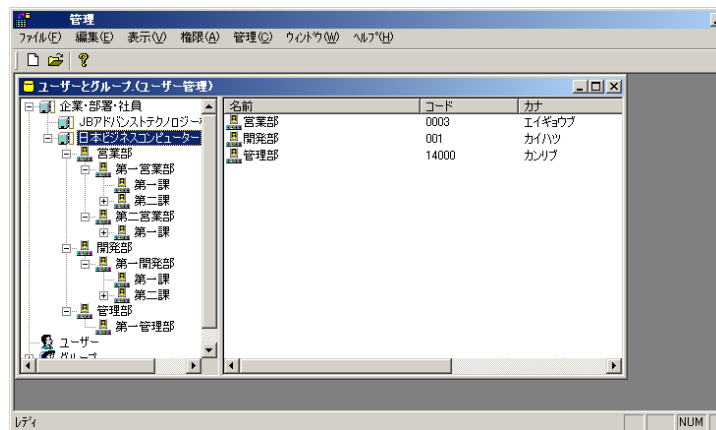 管理
ファイル(F) 編集(E) 表示(V) 権限(A) 管理(C) ウィンドウ(W) ヘルプ(H)
ユーザーとグループ.(ユーザー管理)
企業・部署・社員
JBアドバンストテクノロジー
日本ビジネスコンピューター
営業部
第一営業部
第一課
第二課
第二営業部
第一課
開発部
第一開発部
第一課
第二課
管理部
第一管理部
ユーザー
グループ
名前 コード カナ
営業部 0003 エイギョウブ
開発部 001 カイハツ
管理部 14000 カンリブ
レディ NUM